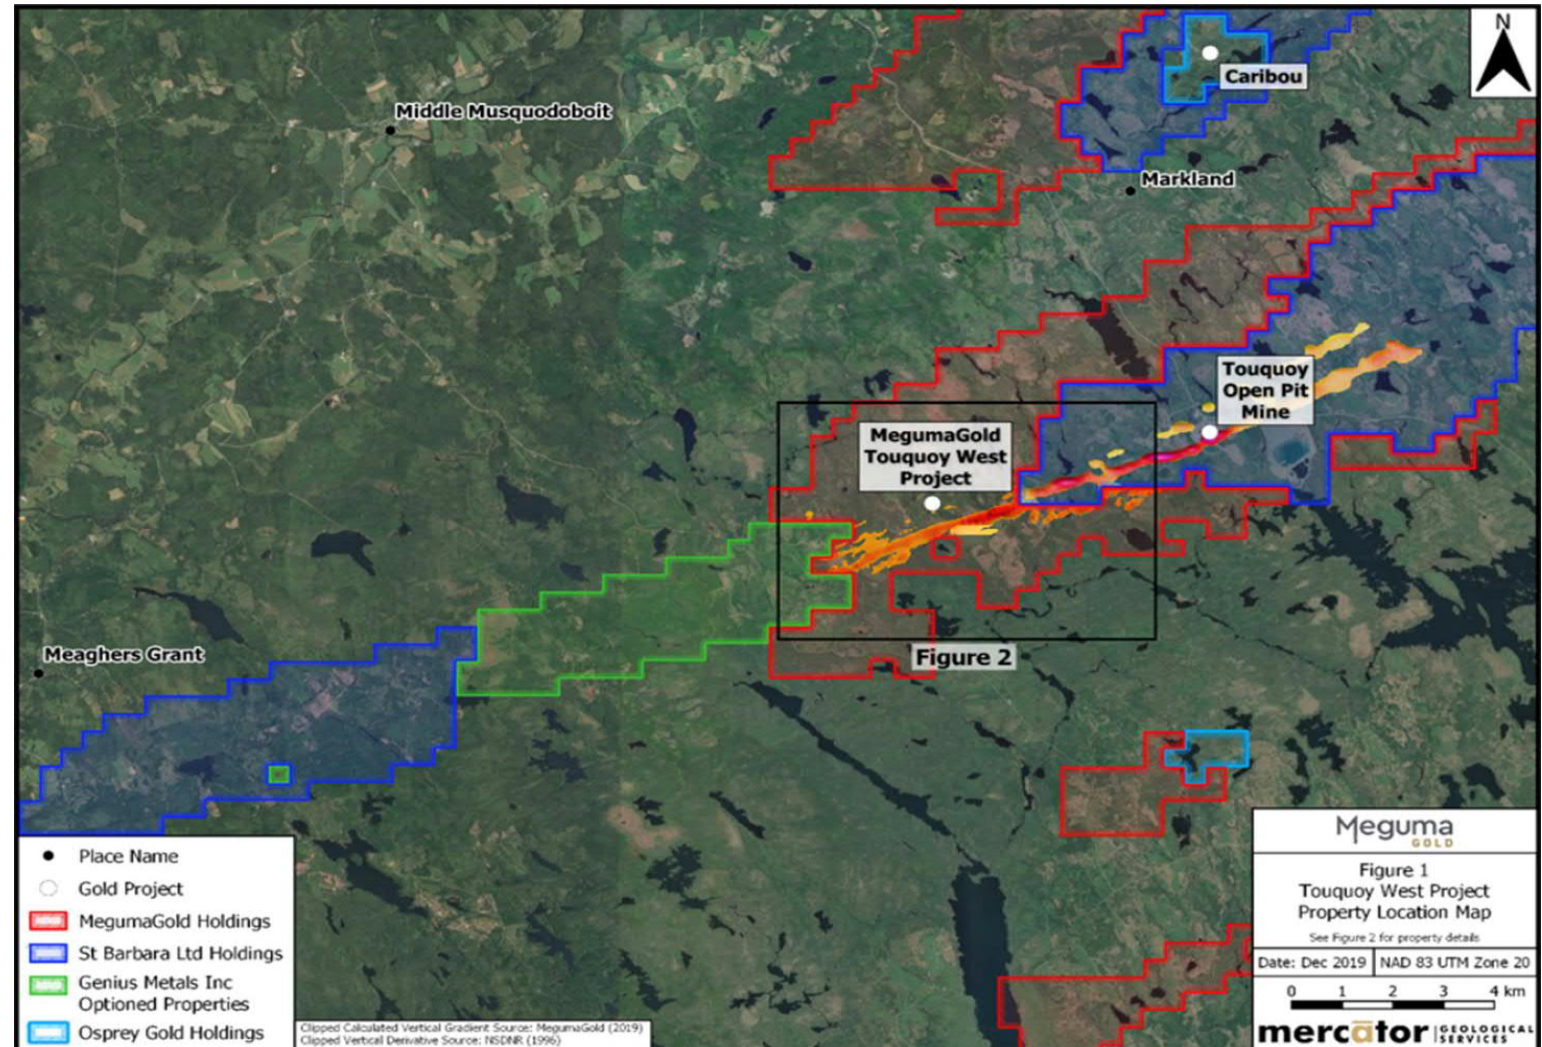 N
Caribou
Middle Musquodoboit
Markland
Touquoy
Open Pit
Mine
MegumaGold
Touquoy West
Project
Meaghers Grant
Figure 2
Place Name
Gold Project
MegumaGold Holdings
St Barbara Ltd Holdings
Genius Metals Inc
Optioned Properties
Osprey Gold Holdings
Clipped Calculated Vertical Gradient Source: MegumaGold (2019)
Clipped Vertical Derivative Source: NSDNR (1996)
Meguma
GOLD
Figure 1
Touquoy West Project
Property Location Map
See Figure 2 for property details
Date: Dec 2019 NAD 83 UTM Zone 20
0 1 2 3 4 km
mercātor GEOLOGICAL
SERVICES